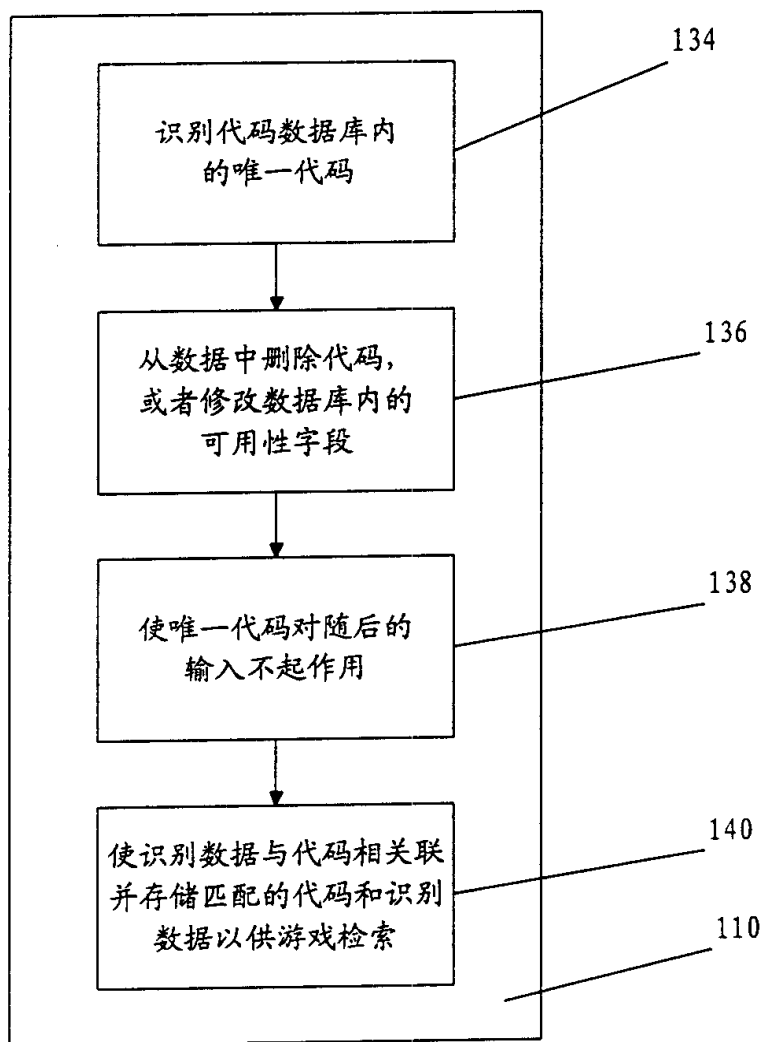 134
识别代码数据库内
的唯一代码
136
从数据中删除代码,
或者修改数据库内的
可用性字段
138
使唯一代码对随后的
输入不起作用
140
使识别数据与代码相关联
并存储匹配的代码和识别
数据以供游戏检索
110